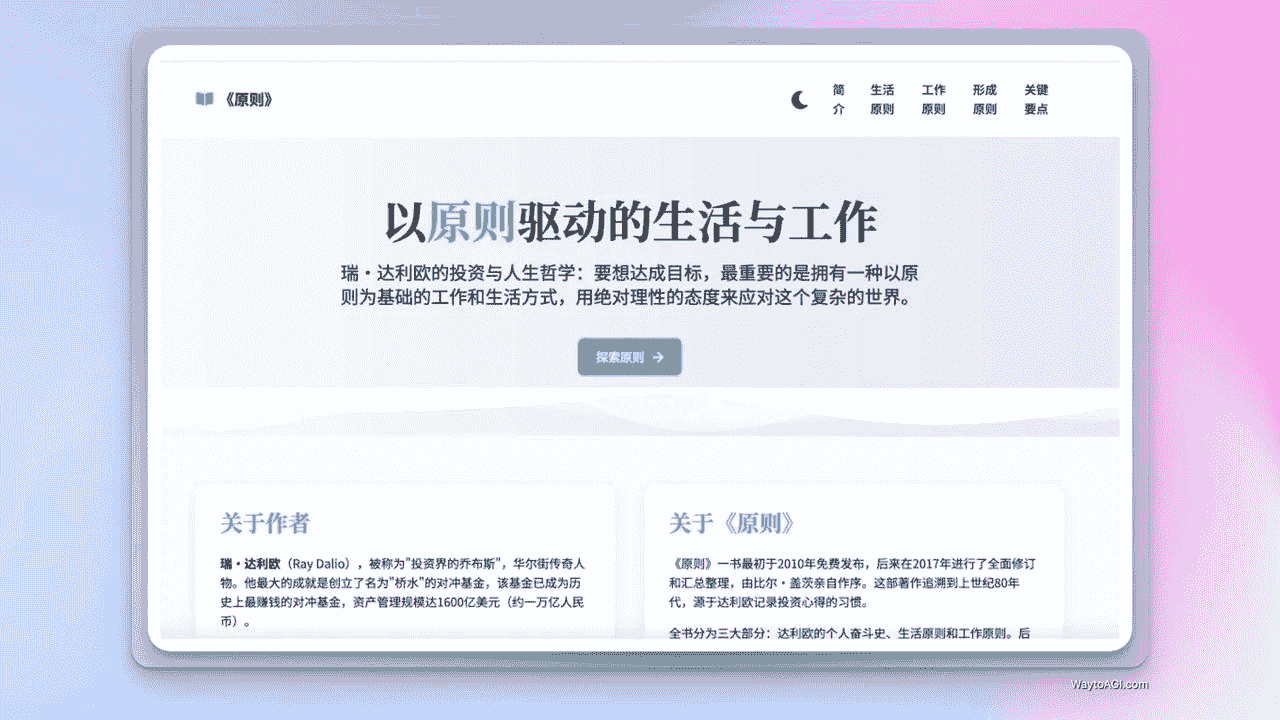 《原则》
简介
生活原则
工作原则
形成原则
关键要点
以原则驱动的生活与工作
瑞·达利欧的投资与人生哲学：要想达成目标，最重要的是拥有一种以原
则为基础的工作和生活方式，用绝对理性的态度来应对这个复杂的世界。
探索原则 →
关于作者
瑞·达利欧（Ray Dalio），被称为"投资界的乔布斯"，华尔街传奇人
物。他最大的成就是创立了名为"桥水"的对冲基金，该基金已成为历
史上最赚钱的对冲基金，资产管理规模达1600亿美元（约一万亿人民
币）。
关于《原则》
《原则》一书最初于2010年免费发布，后来在2017年进行了全面修订
和汇总整理，由比尔·盖茨亲自作序。这部著作追溯到上世纪80年
代，源于达利欧记录投资心得的习惯。
全书分为三大部分：达利欧的个人奋斗史、生活原则和工作原则。后
WaytoAGI.com